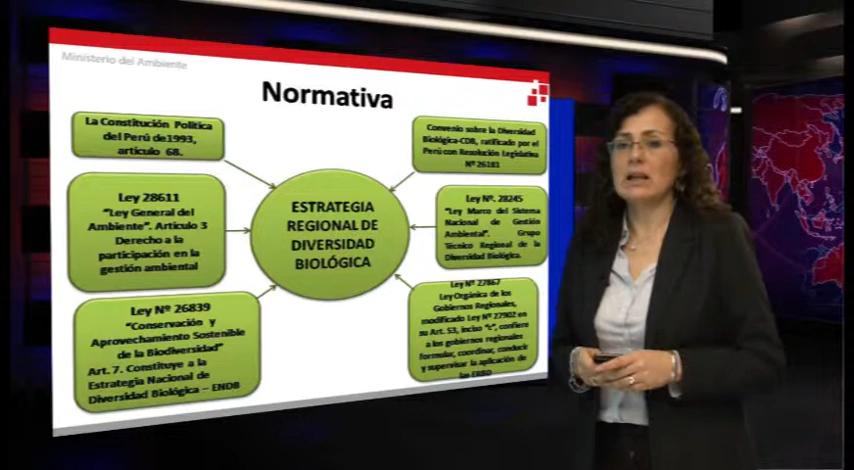 Ministerio del Ambiente
Normativa
La Constitución Política
del Perú de1993,
artículo 68.
Ley 28611
"Ley General del
Ambiente". Artículo 3
Derecho a la
participación en la
gestión ambiental
Ley Nº 26839
"Conservación y
Aprovechamiento Sostenible
de la Biodiversidad"
Art. 7. Constituye a la
Estrategia Nacional de
Diversidad Biológica – ENDB
ESTRATEGIA
REGIONAL DE
DIVERSIDAD
BIOLÓGICA
Convenio sobre la Diversidad
Biológica-CDB, ratificado por el
Perú con Resolución Legislativa
Nº 26181
Ley Nº. 28245
"Ley Marco del Sistema
Nacional de Gestión
Ambiental". Grupo
Técnico Regional de la
Diversidad Biológica.
Ley Nº 27867
Ley Orgánica de los
Gobiernos Regionales,
modificado Ley Nº 27902 en
su Art. 53, inciso "c", confiere
a los gobiernos regionales
formular, coordinar, conducir
y supervisar la aplicación de
las ERBD